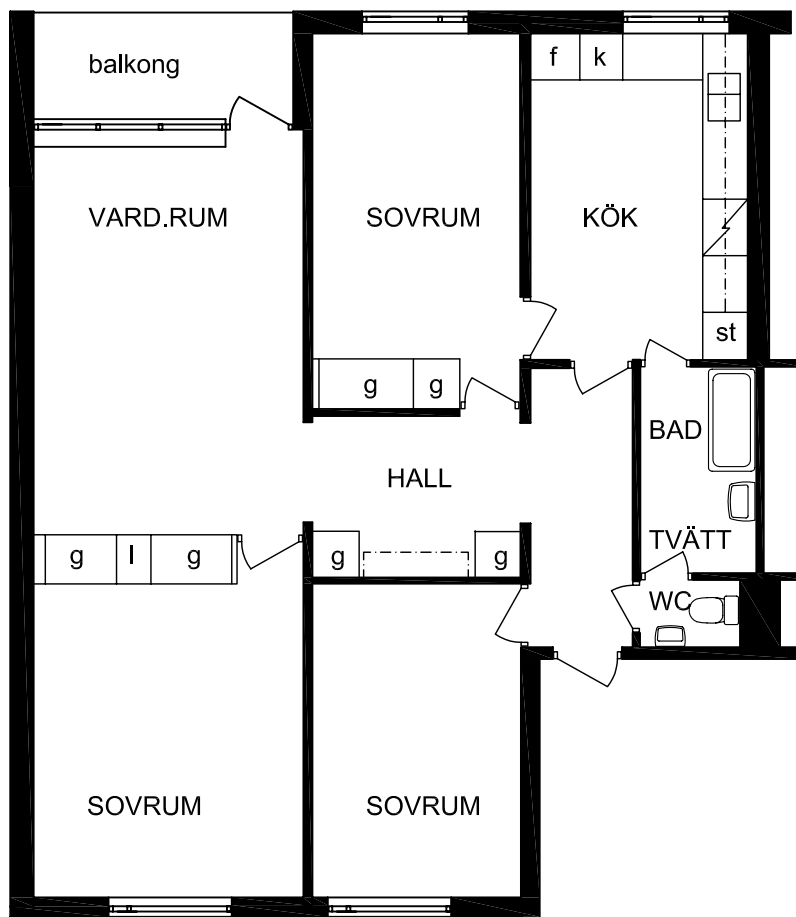 balkong
f k
VARD.RUM
SOVRUM
KÖK
st
g g
BAD
HALL
TVÄTT
g l g
g g
WC
SOVRUM
SOVRUM